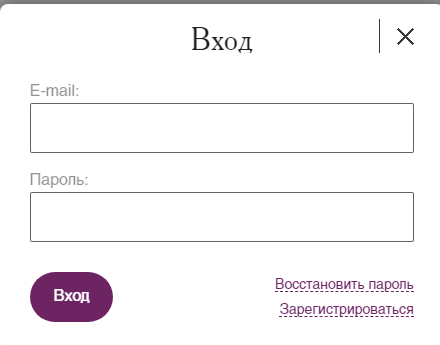 Вход
E-mail:
Пароль:
Вход
Восстановить пароль
Зарегистрироваться